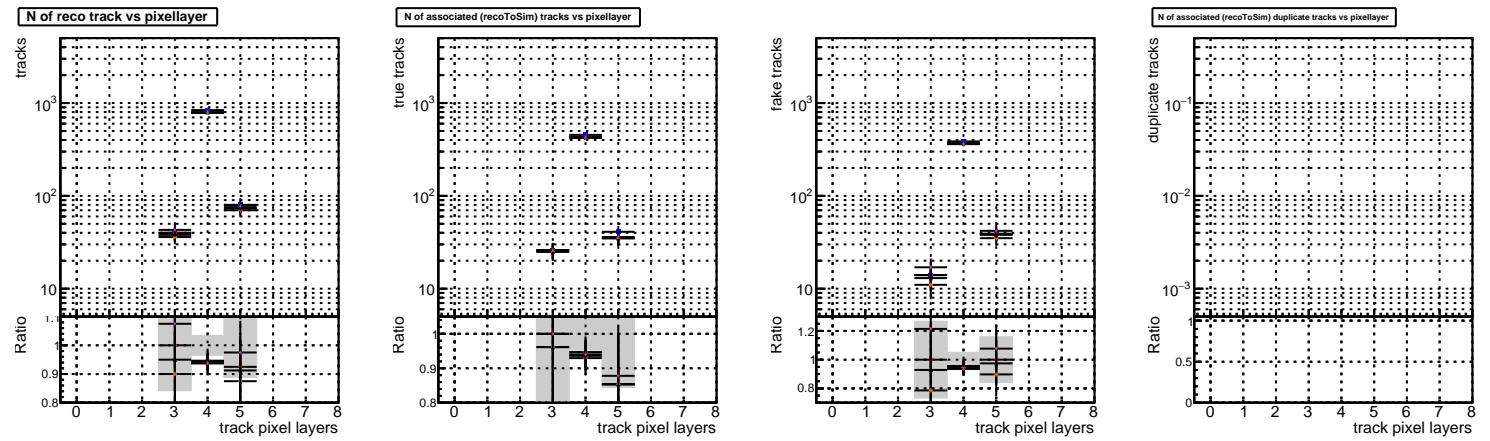 N of reco track vs pixellayer
tracks
10³
10²
10
Ratio
1.1
1
0.9
0.8
0 1 2 3 4 5 6 7 8
track pixel layers
N of associated (recoToSim) tracks vs pixellayer
true tracks
10³
10²
10
Ratio
1
0.9
0.8
0 1 2 3 4 5 6 7 8
track pixel layers
fake tracks
10³
10²
10
Ratio
1.2
1
0.8
0 1 2 3 4 5 6 7 8
track pixel layers
N of associated (recoToSim) duplicate tracks vs pixellayer
duplicate tracks
10⁻¹
10⁻²
10⁻³
Ratio
1
0.5
0
0 1 2 3 4 5 6 7 8
track pixel layers